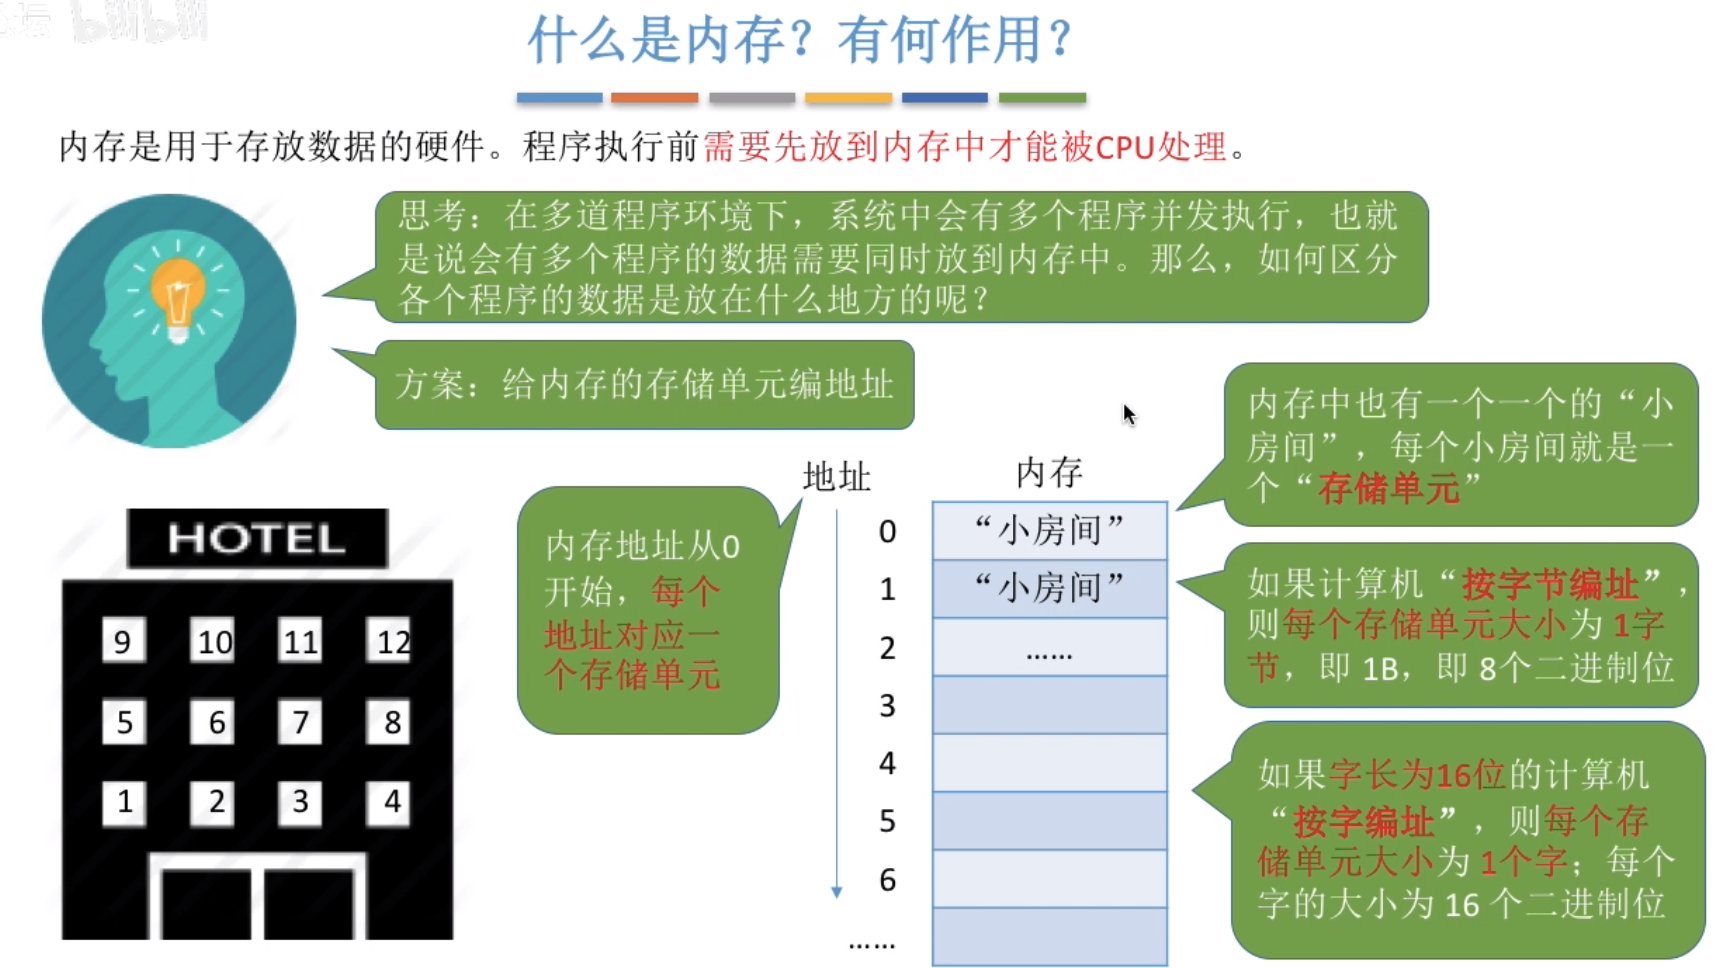 bilibili
什么是内存？有何作用？
内存是用于存放数据的硬件。程序执行前需要先放到内存中才能被CPU处理。
思考：在多道程序环境下，系统中会有多个程序并发执行，也就
是说会有多个程序的数据需要同时放到内存中。那么，如何区分
各个程序的数据是放在什么地方的呢？
方案：给内存的存储单元编地址
内存中也有一个一个的“小
房间”，每个小房间就是一
个“存储单元”
地址
内存
内存地址从0
开始，每个
地址对应一
个存储单元
0
“小房间”
1
“小房间”
2
……
3
4
5
6
……
如果计算机“按字节编址”，
则每个存储单元大小为 1字
节，即 1B，即 8个二进制位
如果字长为16位的计算机
“按字编址”，则每个存
储单元大小为 1个字；每个
字的大小为 16 个二进制位
HOTEL
9 10 11 12
5 6 7 8
1 2 3 4